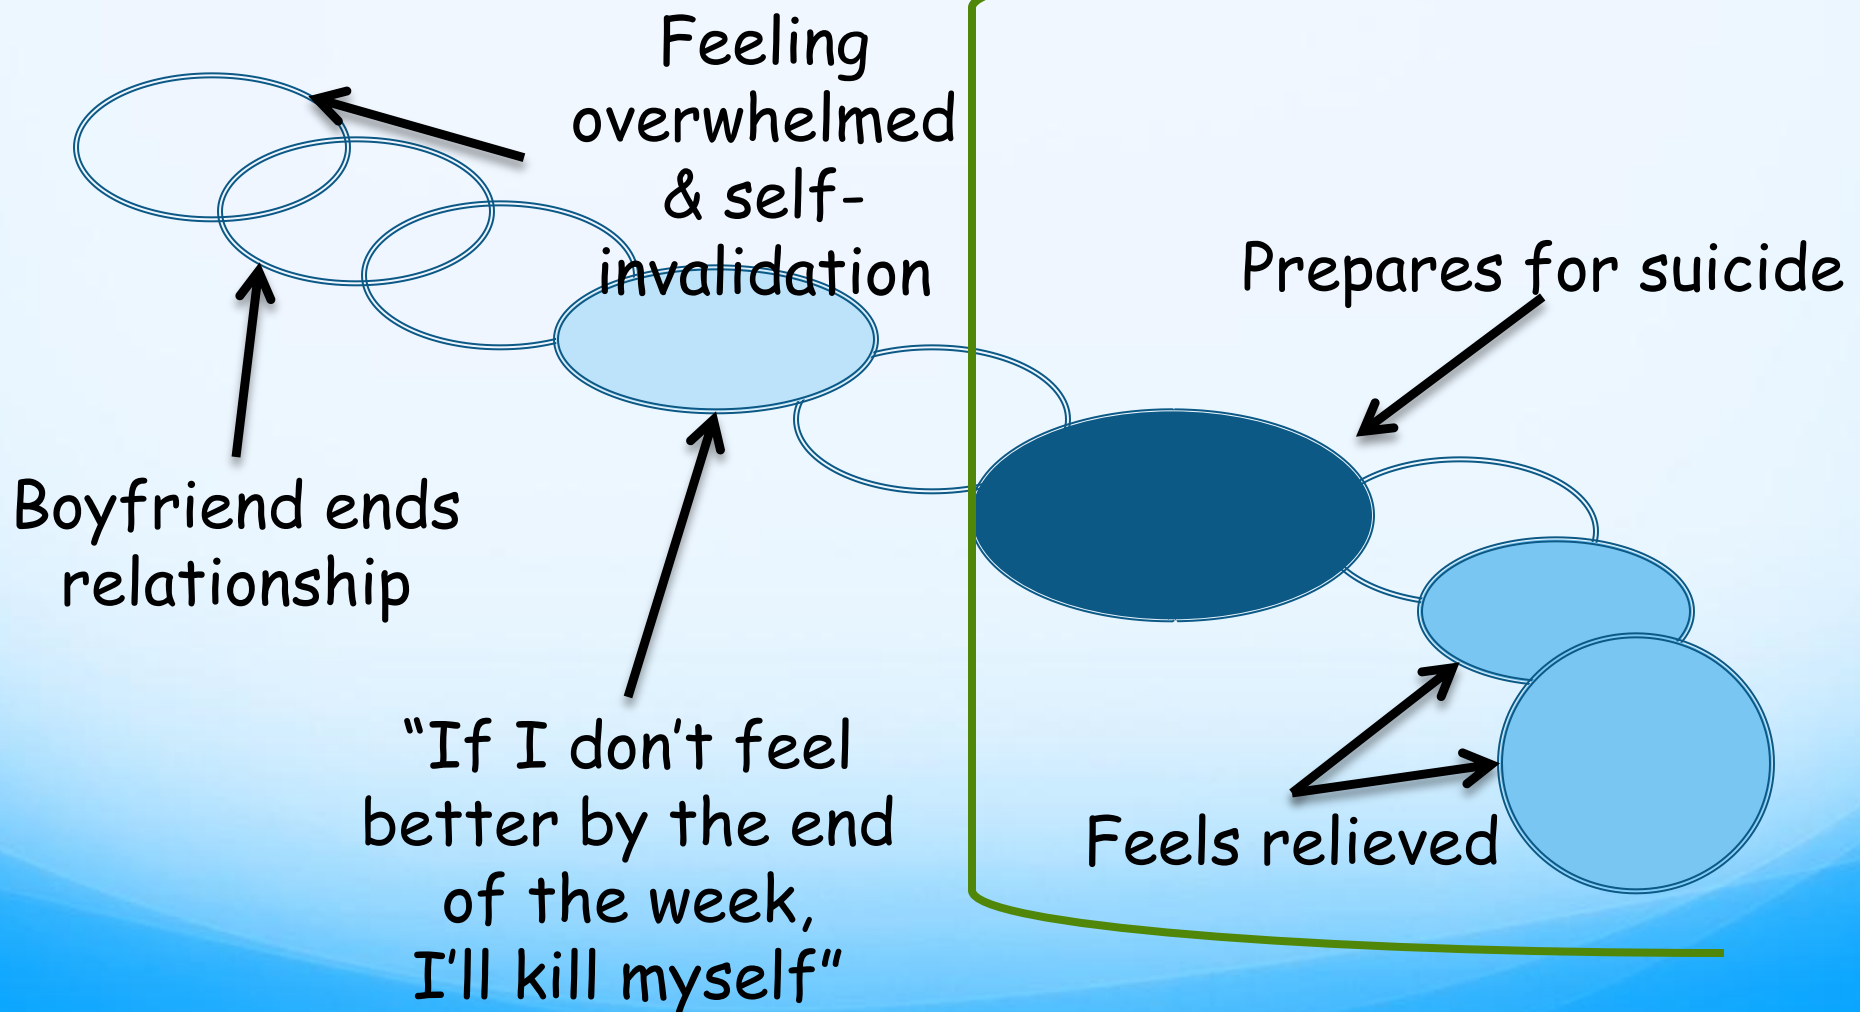 Feeling
overwhelmed
& self-
invalidation
Prepares for suicide
Boyfriend ends
relationship
“If I don’t feel
better by the end
of the week,
I’ll kill myself”
Feels relieved